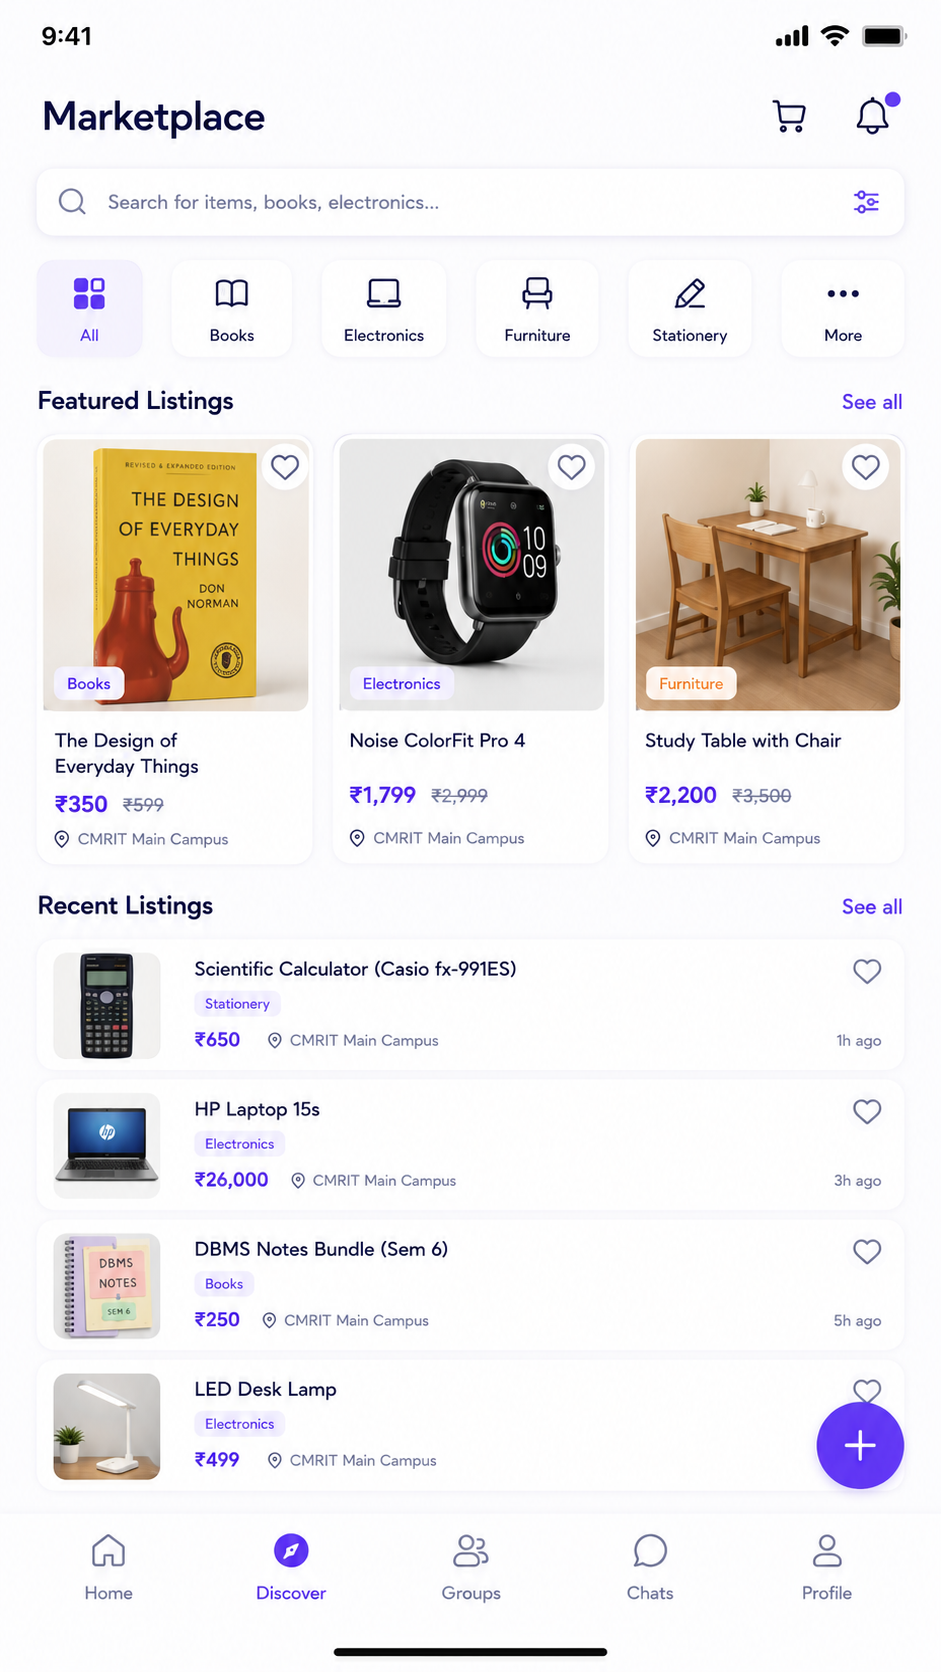 9:41
Marketplace
Search for items, books, electronics...
All
Books
Electronics
Furniture
Stationery
More
Featured Listings
See all
REVISED & EXPANDED EDITION
THE DESIGN
OF EVERYDAY
THINGS
DON
NORMAN
Books
The Design of
Everyday Things
₹350 ₹599
CMRIT Main Campus
10
09
Electronics
Noise ColorFit Pro 4
₹1,799 ₹2,999
CMRIT Main Campus
Furniture
Study Table with Chair
₹2,200 ₹3,500
CMRIT Main Campus
Recent Listings
See all
Scientific Calculator (Casio fx-991ES)
Stationery
₹650 CMRIT Main Campus
1h ago
hp
HP Laptop 15s
Electronics
₹26,000 CMRIT Main Campus
3h ago
DBMS
NOTES
SEM 6
DBMS Notes Bundle (Sem 6)
Books
₹250 CMRIT Main Campus
5h ago
LED Desk Lamp
Electronics
₹499 CMRIT Main Campus
Home
Discover
Groups
Chats
Profile